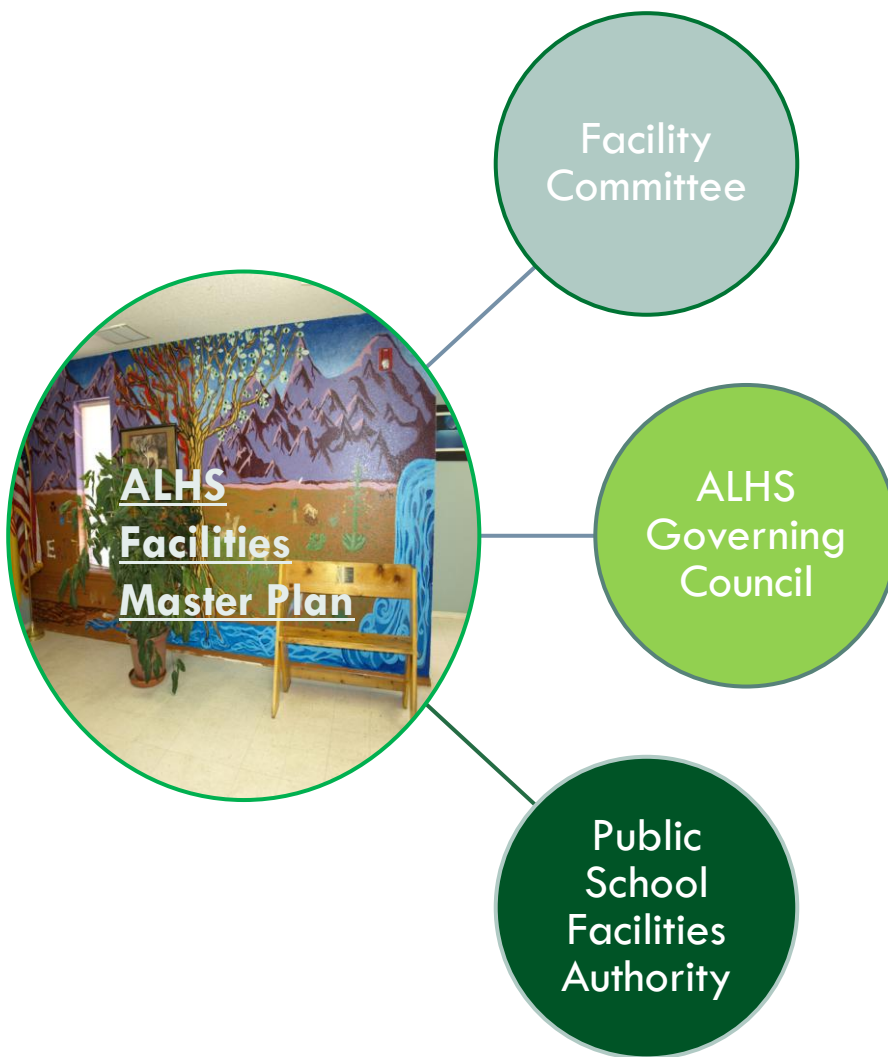 Facility
Committee
ALHS
Facilities
Master Plan
ALHS
Governing
Council
Public
School
Facilities
Authority